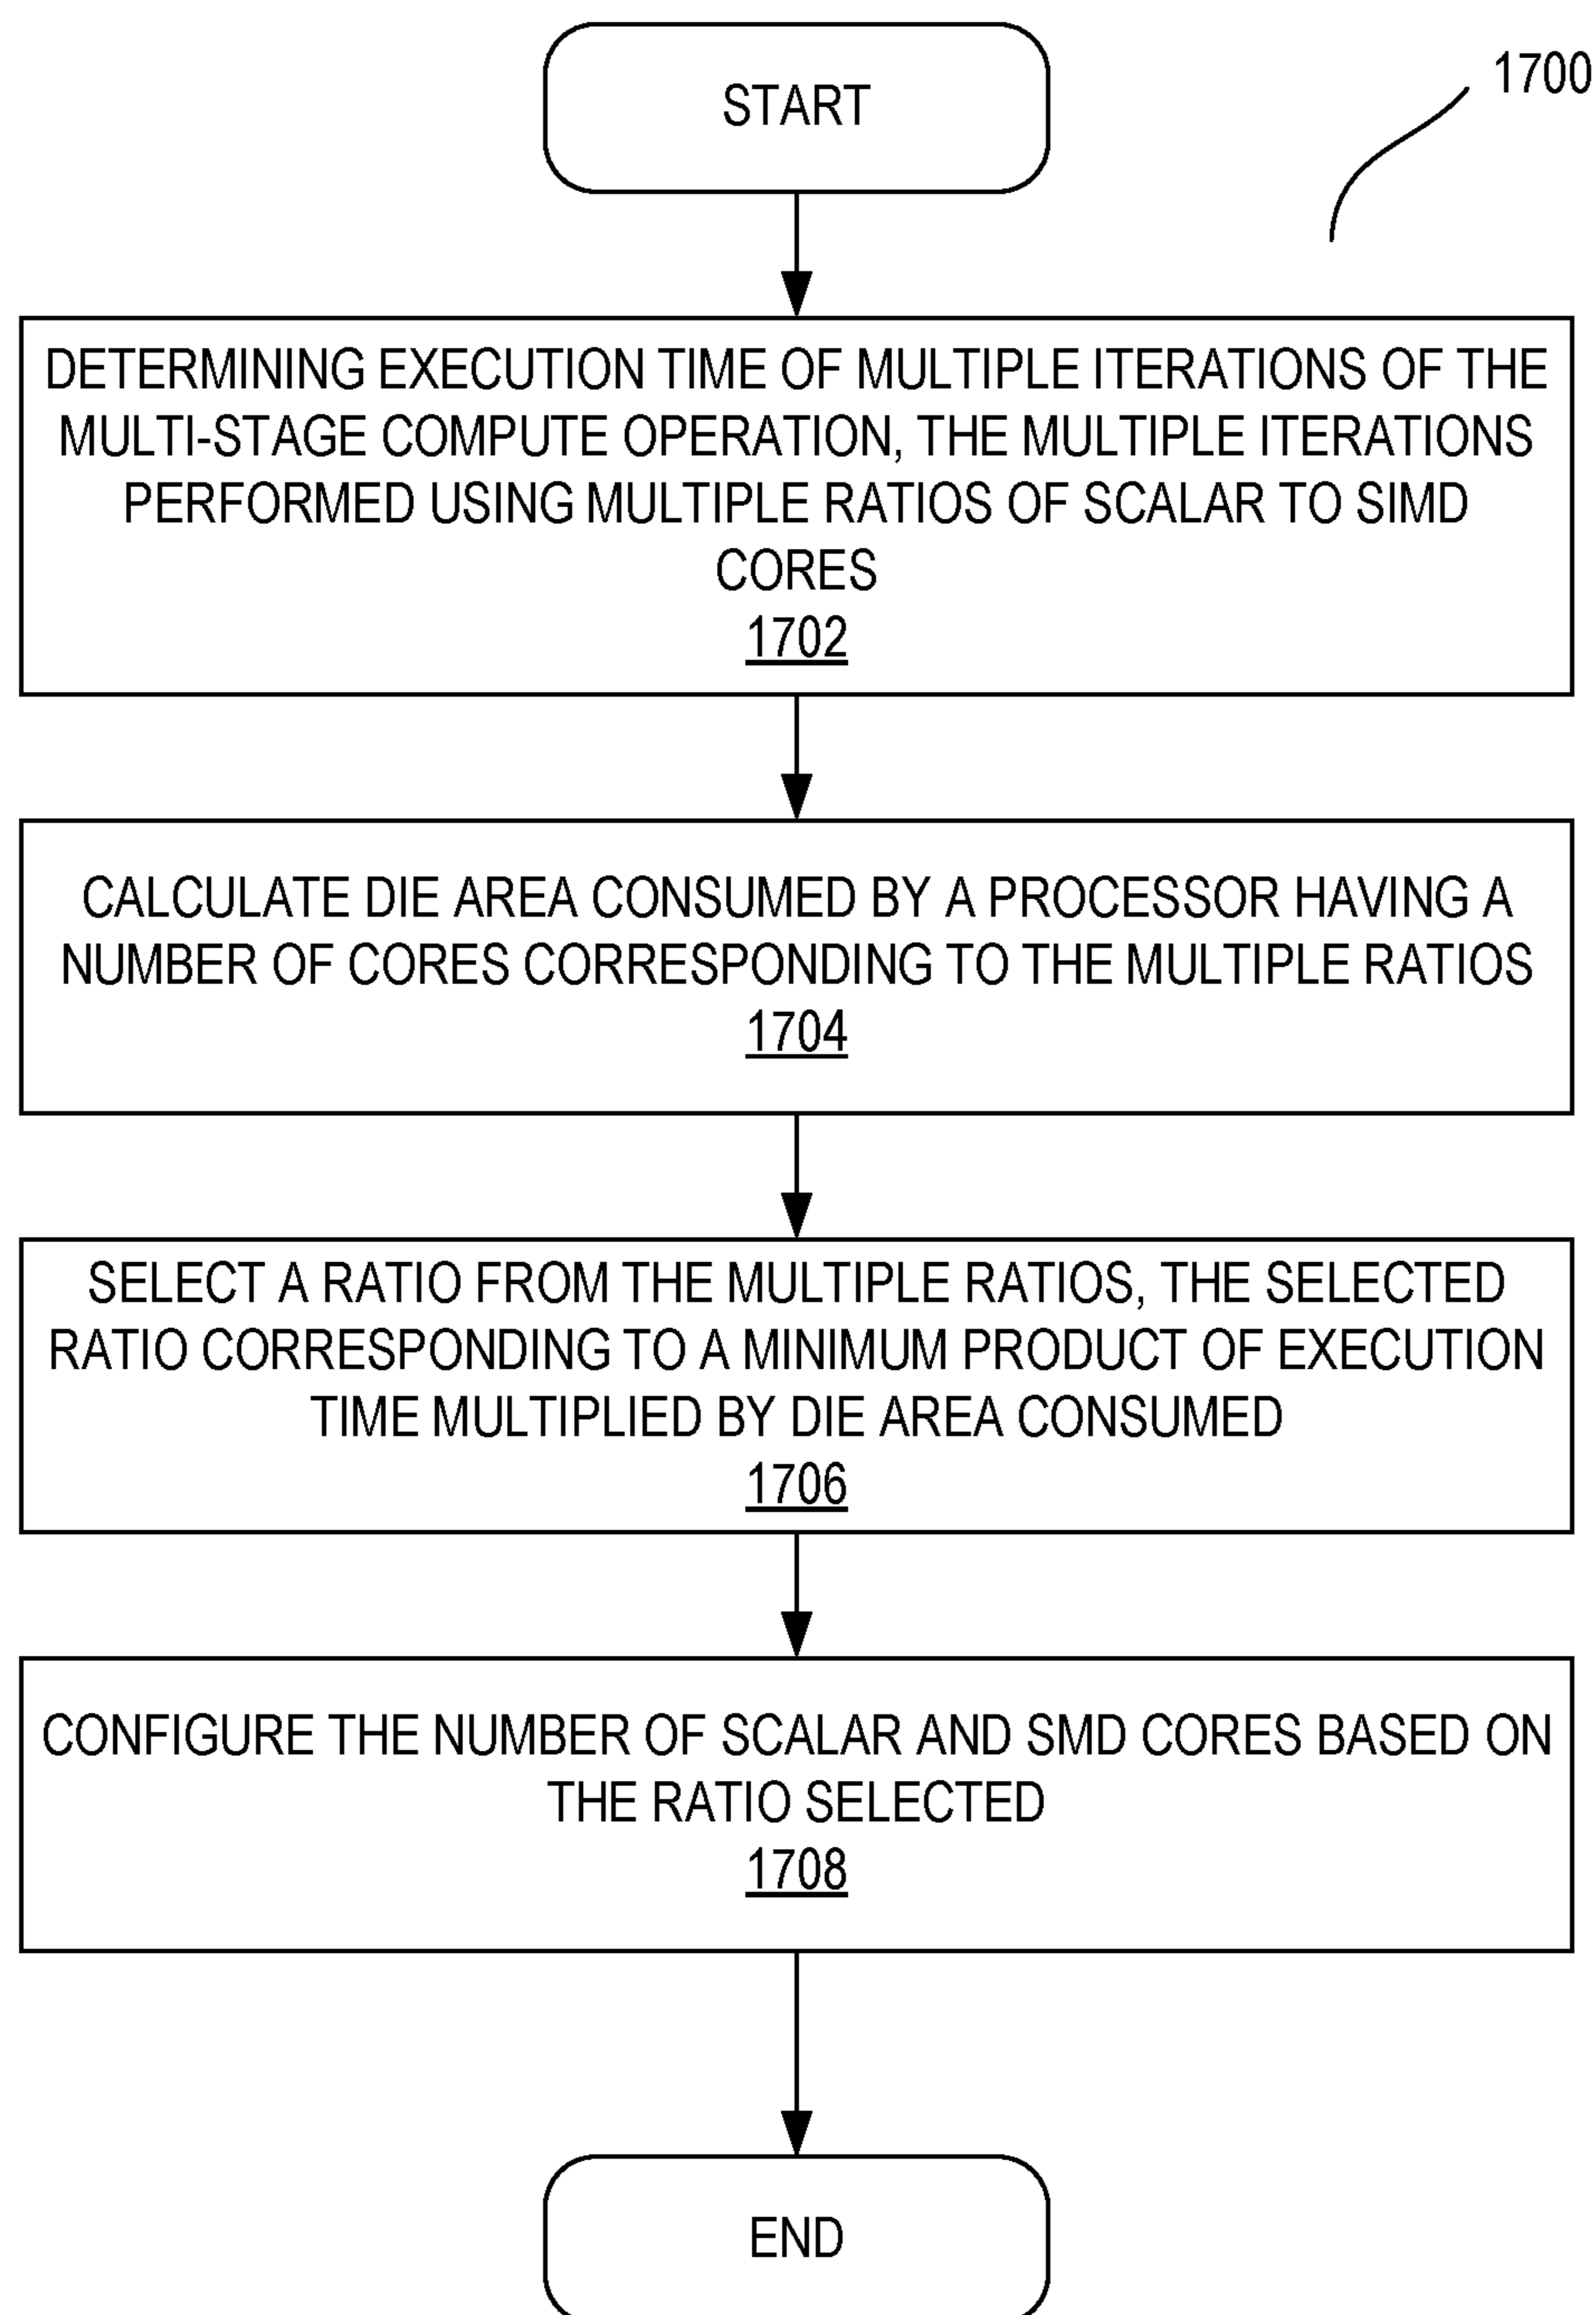 START
1700
DETERMINING EXECUTION TIME OF MULTIPLE ITERATIONS OF THE
MULTI-STAGE COMPUTE OPERATION, THE MULTIPLE ITERATIONS
PERFORMED USING MULTIPLE RATIOS OF SCALAR TO SIMD
CORES
1702
CALCULATE DIE AREA CONSUMED BY A PROCESSOR HAVING A
NUMBER OF CORES CORRESPONDING TO THE MULTIPLE RATIOS
1704
SELECT A RATIO FROM THE MULTIPLE RATIOS, THE SELECTED
RATIO CORRESPONDING TO A MINIMUM PRODUCT OF EXECUTION
TIME MULTIPLIED BY DIE AREA CONSUMED
1706
CONFIGURE THE NUMBER OF SCALAR AND SMD CORES BASED ON
THE RATIO SELECTED
1708
END